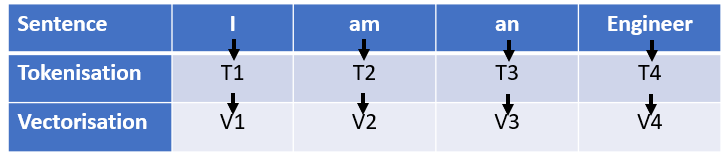 Sentence I am an Engineer
Tokenisation T1 T2 T3 T4
Vectorisation V1 V2 V3 V4